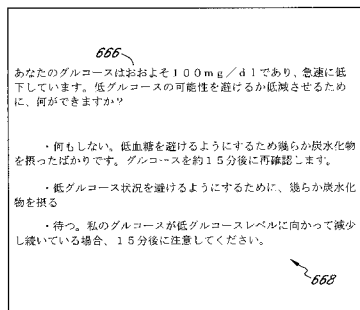 666
あなたのグルコースはおおよそ１００ｍｇ／ｄｌであり、急速に低
下しています。低グルコースの可能性を避けるか低減させるため
に、何ができますか？
・何もしない。低血糖を避けるようにするため幾らか炭水化物
を摂ったばかりです。グルコースを約１５分後に再確認します。
・低グルコース状況を避けるようにするために、幾らか炭水化
物を摂る
・待つ。私のグルコースが低グルコースレベルに向かって減少
し続いている場合、１５分後に注意してください。
668